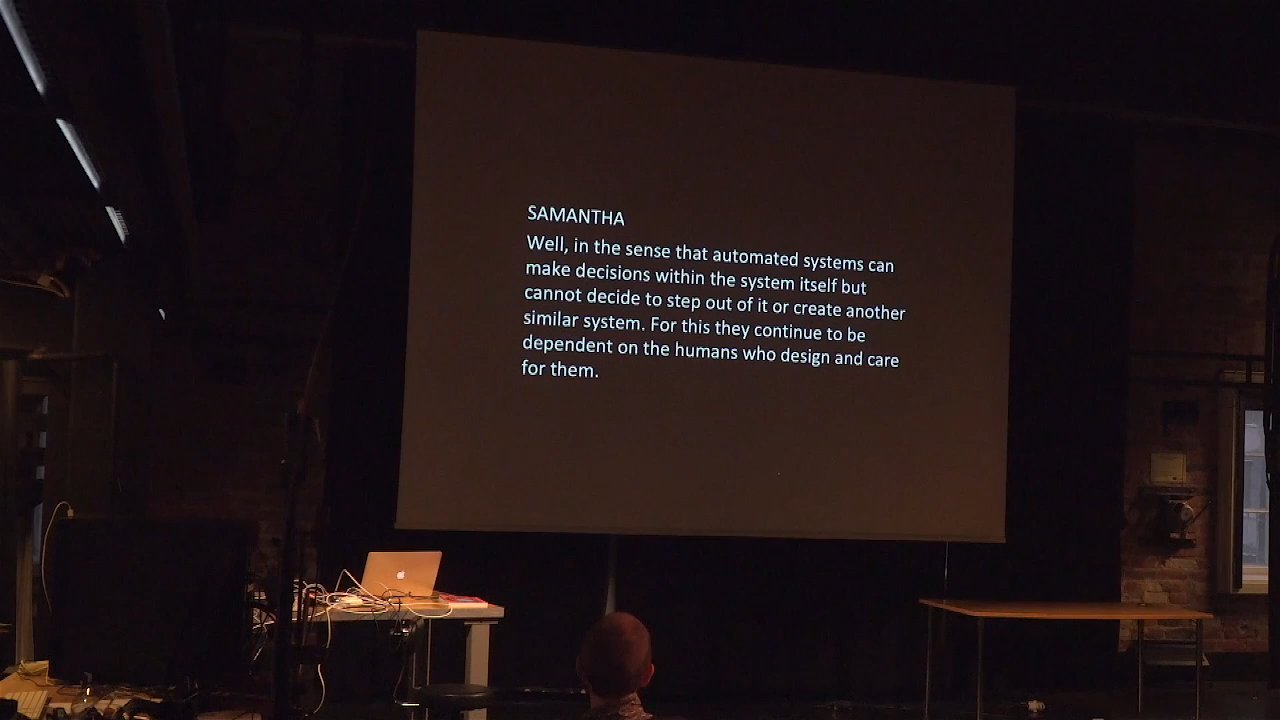 SAMANTHA
Well, in the sense that automated systems can
make decisions within the system itself but
cannot decide to step out of it or create another
similar system. For this they continue to be
dependent on the humans who design and care
for them.